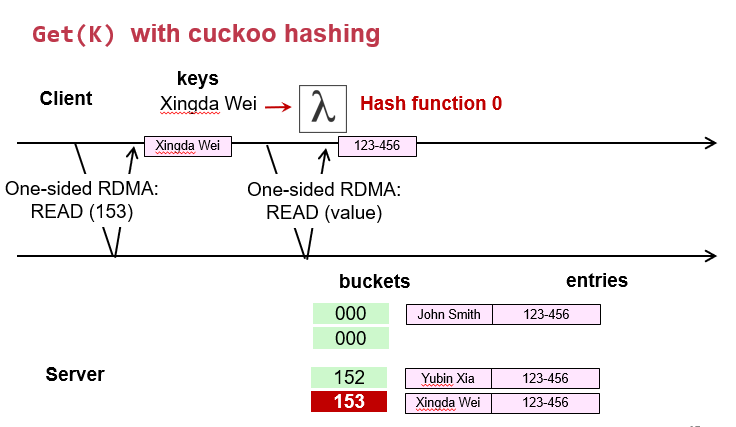 Get(K) with cuckoo hashing
keys
Client
Xingda Wei
λ
Hash function 0
Xingda Wei
123-456
One-sided RDMA:
READ (153)
One-sided RDMA:
READ (value)
buckets
entries
000
John Smith
123-456
000
Server
152
Yubin Xia
123-456
153
Xingda Wei
123-456